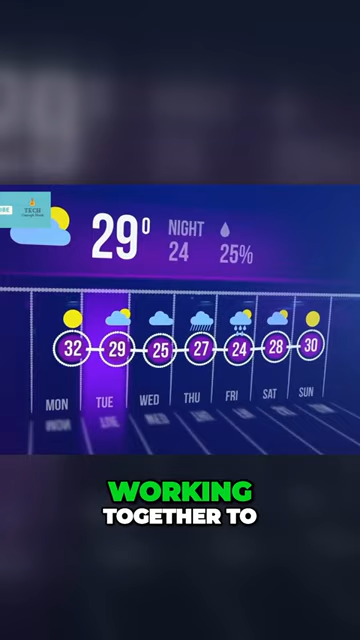 TECH
29°
NIGHT
24
25%
32 29 25 27 24 28 30
MON TUE WED THU FRI SAT SUN
WORKING
TOGETHER TO